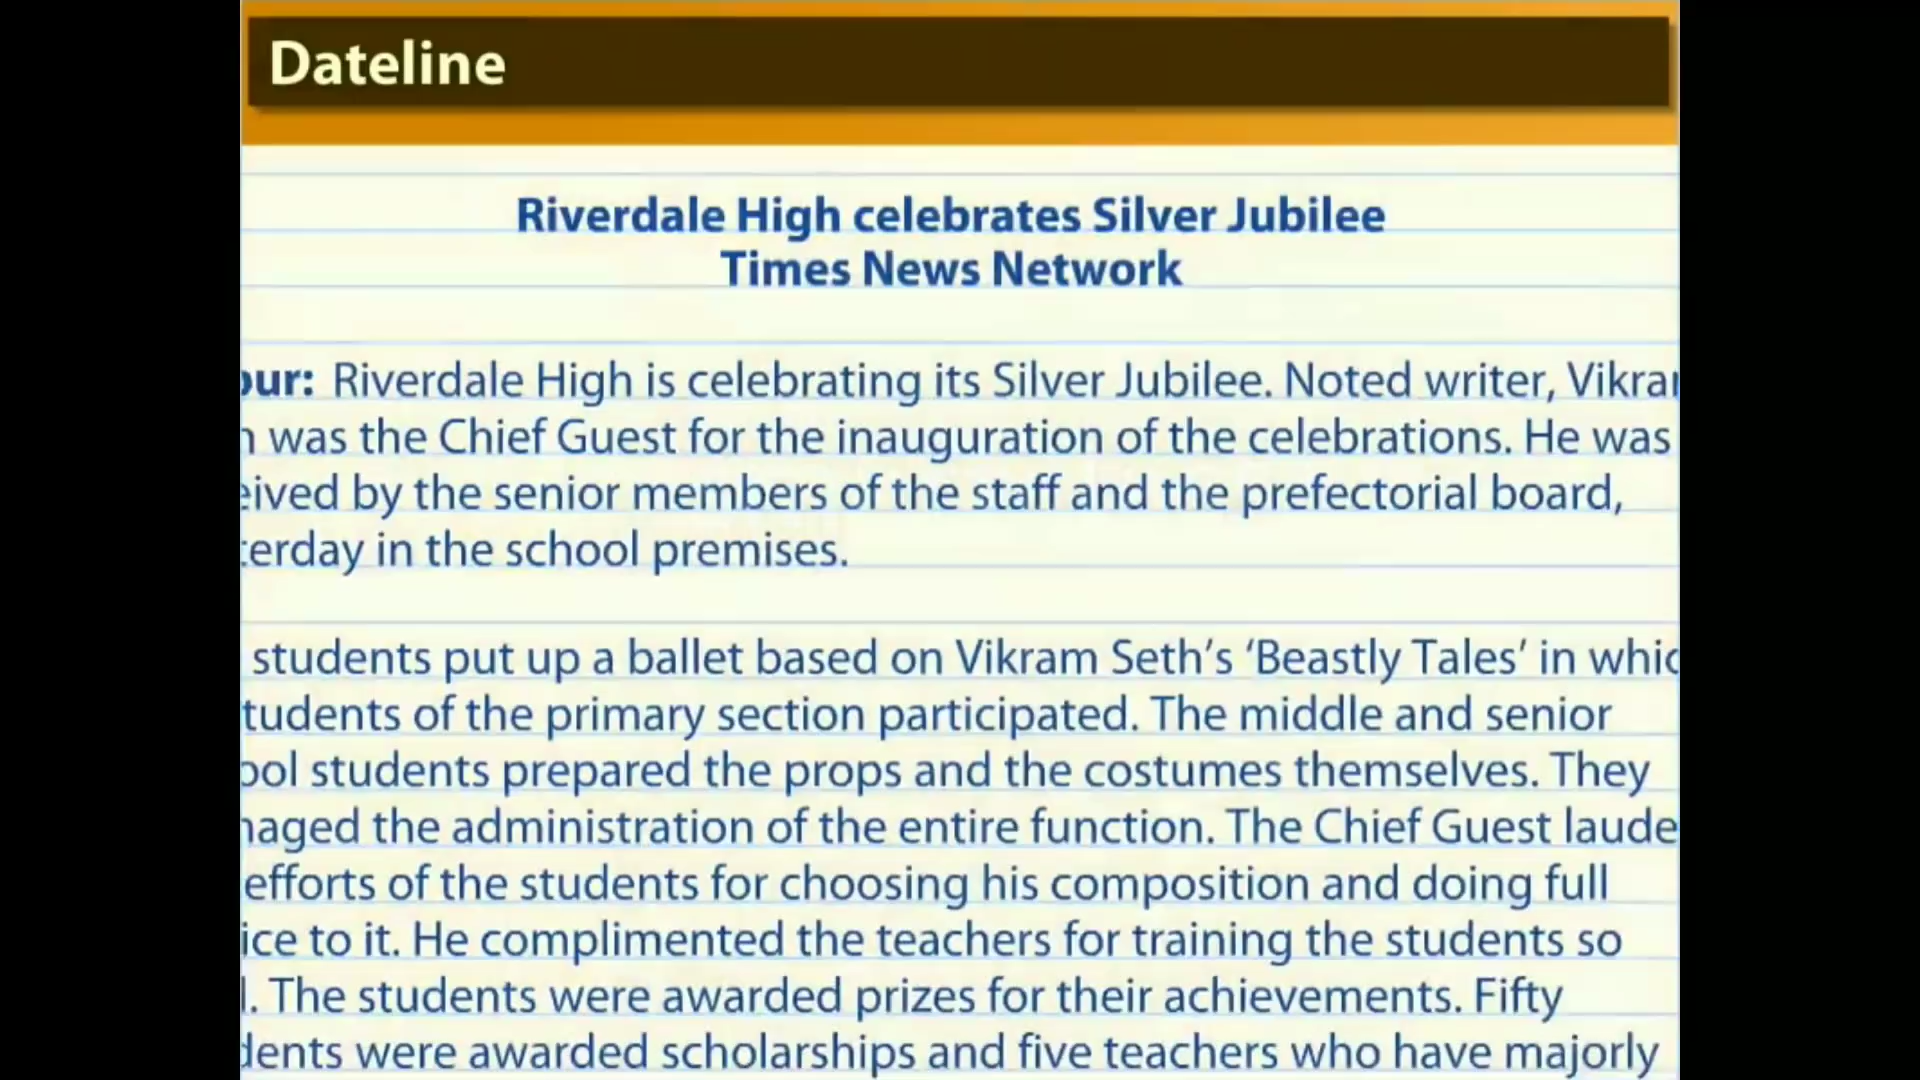 Dateline
Riverdale High celebrates Silver Jubilee
Times News Network
our: Riverdale High is celebrating its Silver Jubilee. Noted writer, Vikra
was the Chief Guest for the inauguration of the celebrations. He was
eived by the senior members of the staff and the prefectorial board,
terday in the school premises.
students put up a ballet based on Vikram Seth’s ‘Beastly Tales’ in whic
tudents of the primary section participated. The middle and senior
ool students prepared the props and the costumes themselves. They
naged the administration of the entire function. The Chief Guest laude
efforts of the students for choosing his composition and doing full
ice to it. He complimented the teachers for training the students so
l. The students were awarded prizes for their achievements. Fifty
dents were awarded scholarships and five teachers who have majorly